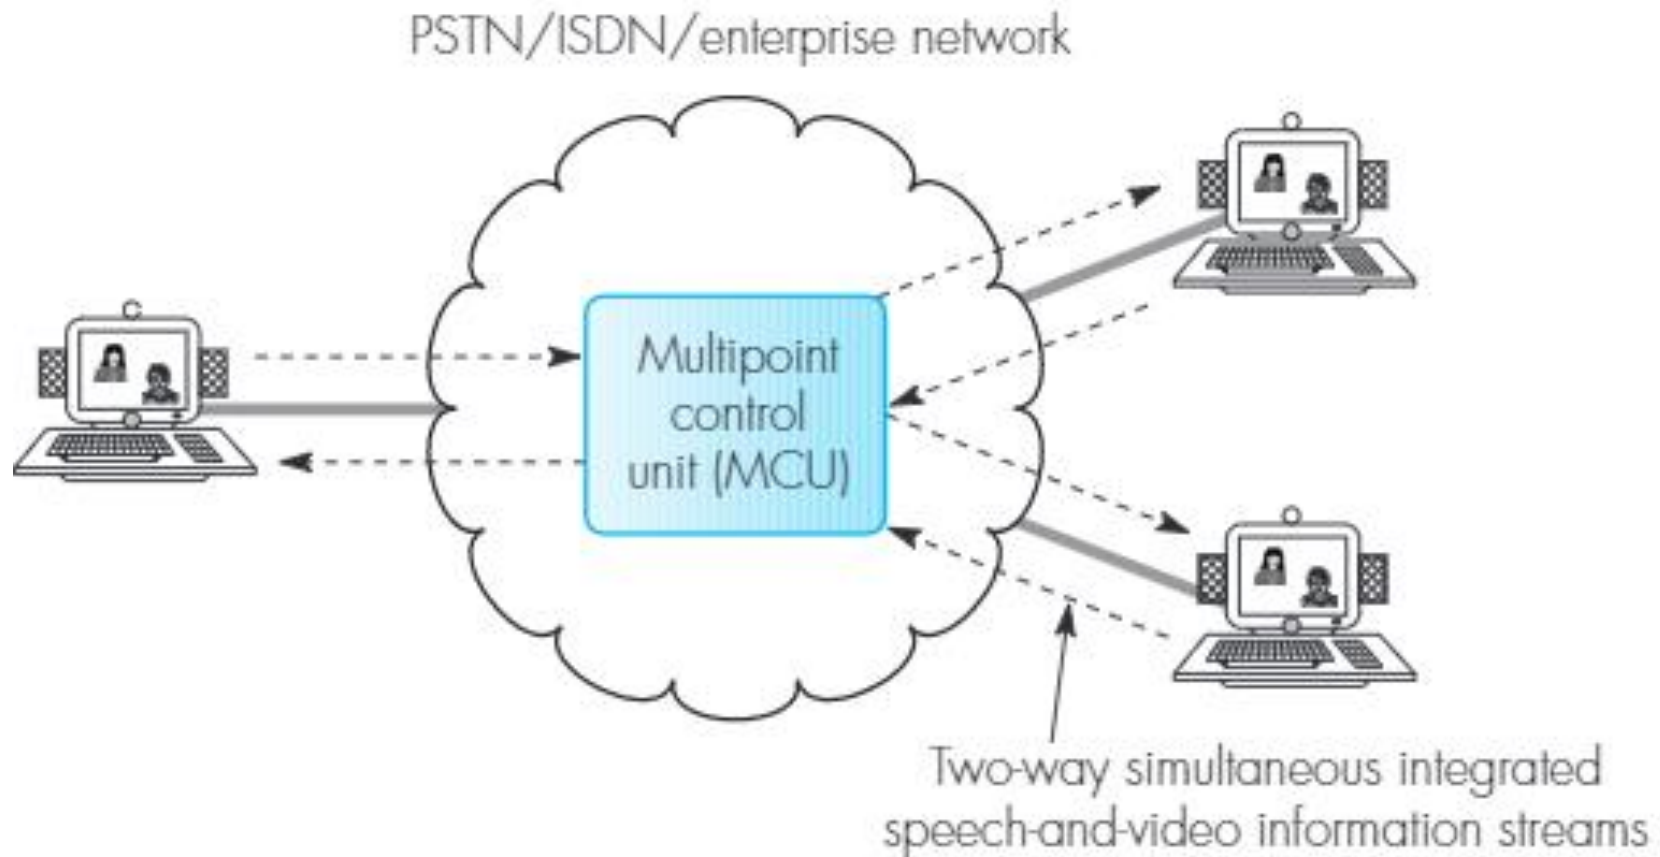 PSTN/ISDN/enterprise network
Multipoint
control
unit (MCU)
Two-way simultaneous integrated
speech-and-video information streams